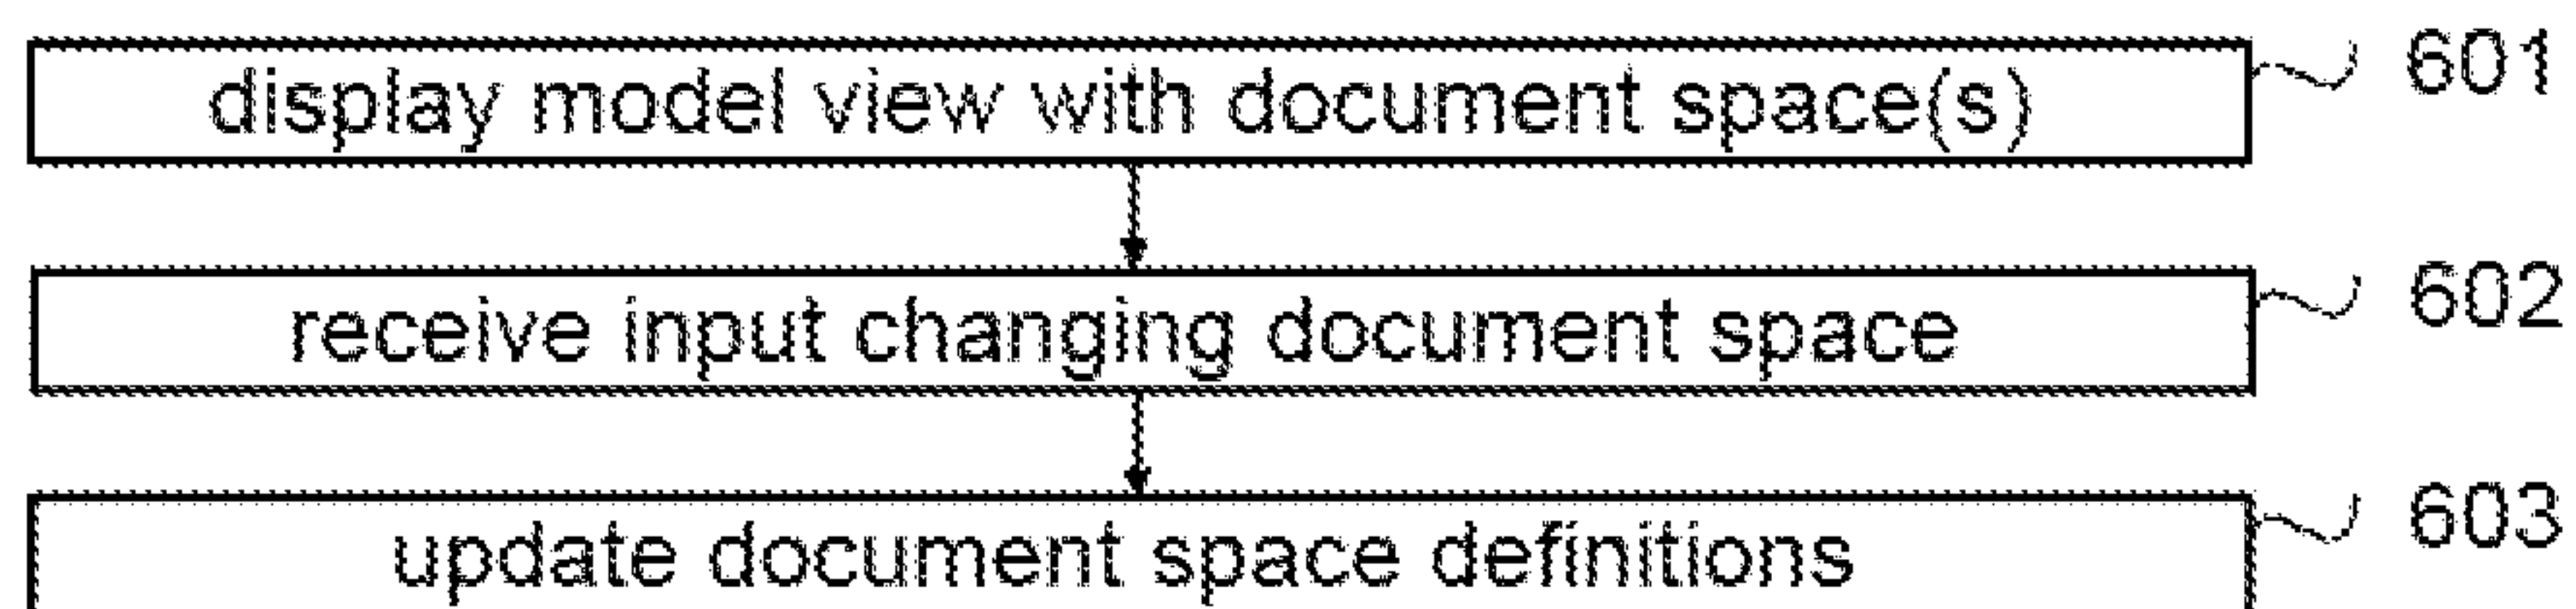 display model view with document space(s) 601
receive input changing document space 602
update document space definitions 603